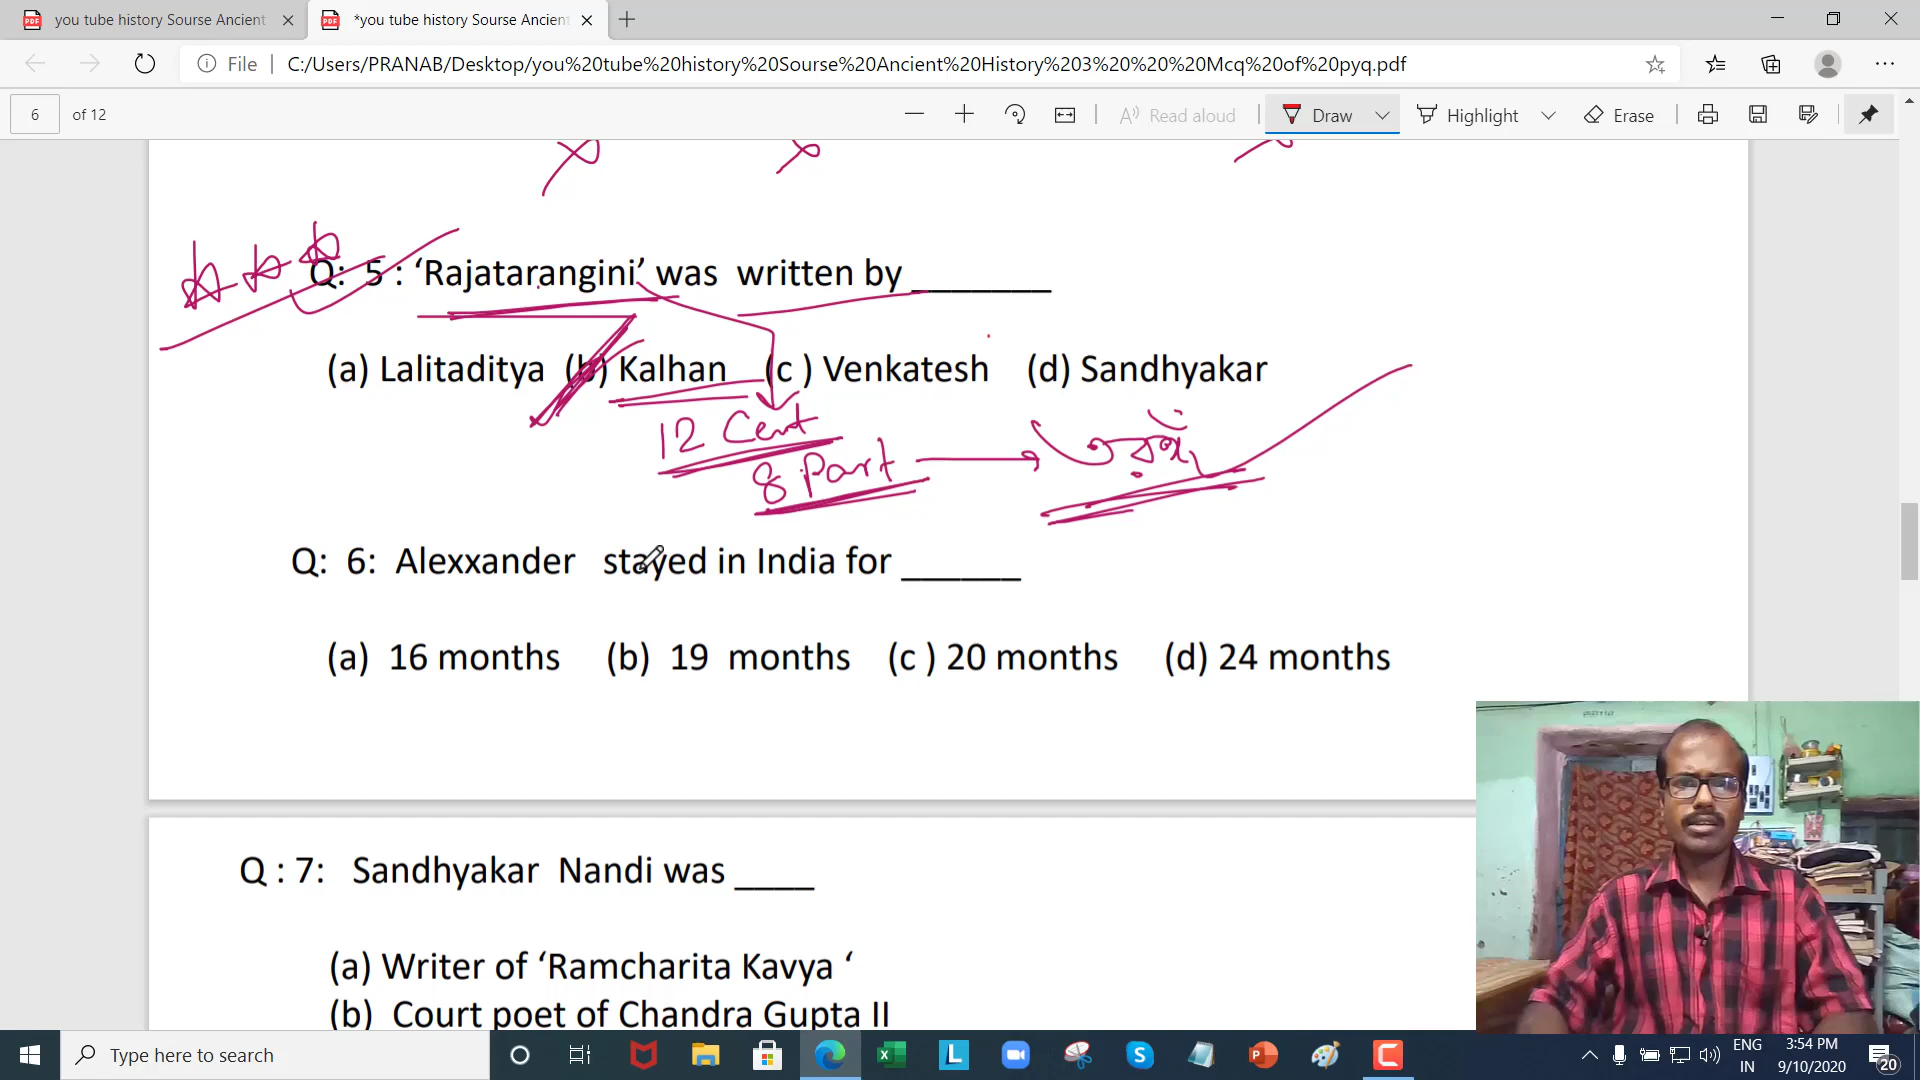 you tube history Sourse Ancient
*you tube history Sourse Ancien
File
C:/Users/PRANAB/Desktop/you%20tube%20history%20Sourse%20Ancient%20History%203%20%20%20Mcq%20of%20pyq.pdf
6 of 12
Read aloud
Draw
Highlight
Erase
Q: 5 : ‘Rajatarangini’ was written by _______
(a) Lalitaditya (b) Kalhan (c ) Venkatesh (d) Sandhyakar
12 Cent
8 Part
Q: 6: Alexxander stayed in India for ______
(a) 16 months (b) 19 months (c ) 20 months (d) 24 months
Q : 7: Sandhyakar Nandi was ____
(a) Writer of ‘Ramcharita Kavya ‘
(b) Court poet of Chandra Gupta II
Type here to search
ENG
IN
3:54 PM
9/10/2020
20